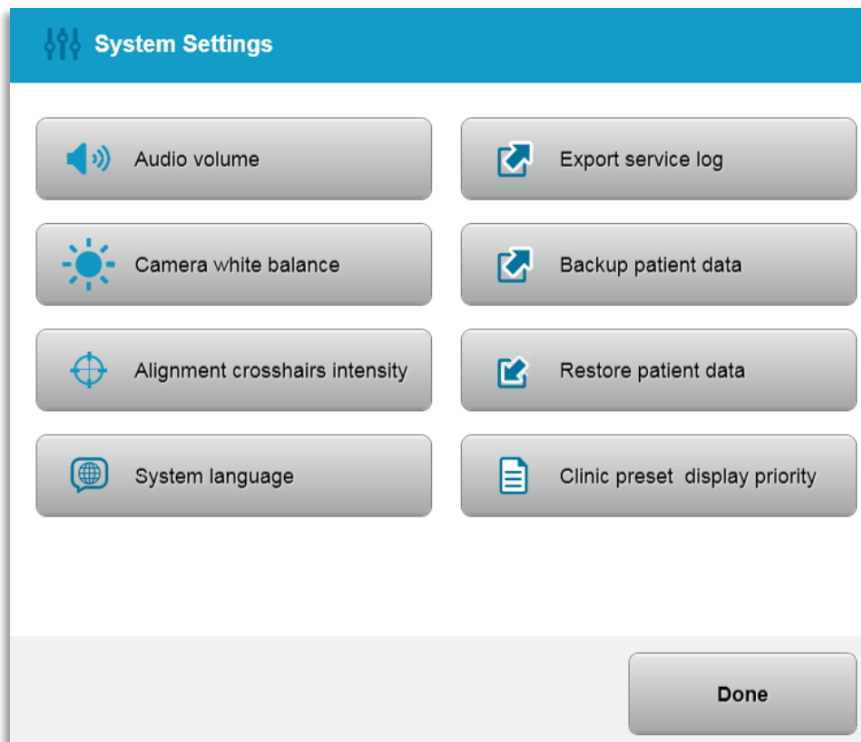 System Settings
Audio volume
Export service log
Camera white balance
Backup patient data
Alignment crosshairs intensity
Restore patient data
System language
Clinic preset display priority
Done